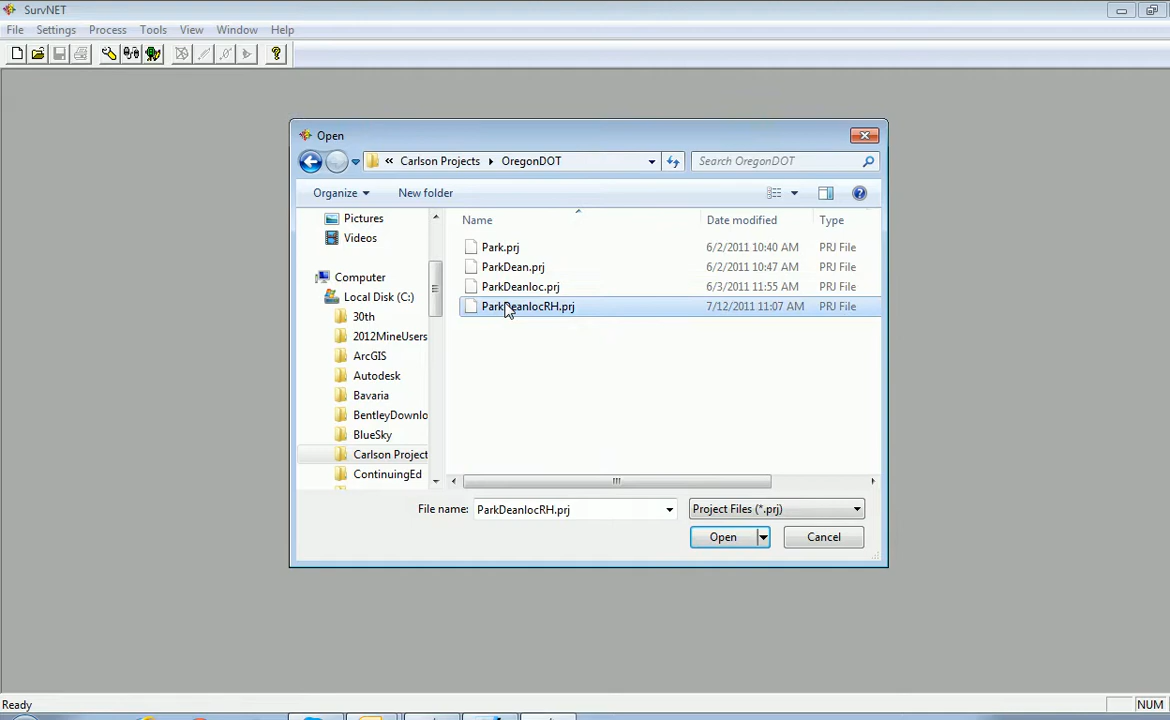 SurvNET
File Settings Process Tools View Window Help
Open
« Carlson Projects OregonDOT Search OregonDOT
Organize New folder
Pictures
Videos
Computer
Local Disk (C:)
30th
2012MineUsers
ArcGIS
Autodesk
Bavaria
BentleyDownlo
BlueSky
Carlson Project
ContinuingEd
Name Date modified Type
Park.prj 6/2/2011 10:40 AM PRJ File
ParkDean.prj 6/2/2011 10:47 AM PRJ File
ParkDeanloc.prj 6/3/2011 11:55 AM PRJ File
ParkDeanlocRH.prj 7/12/2011 11:07 AM PRJ File
File name: ParkDeanlocRH.prj Project Files (*.prj)
Open Cancel
Ready NUM